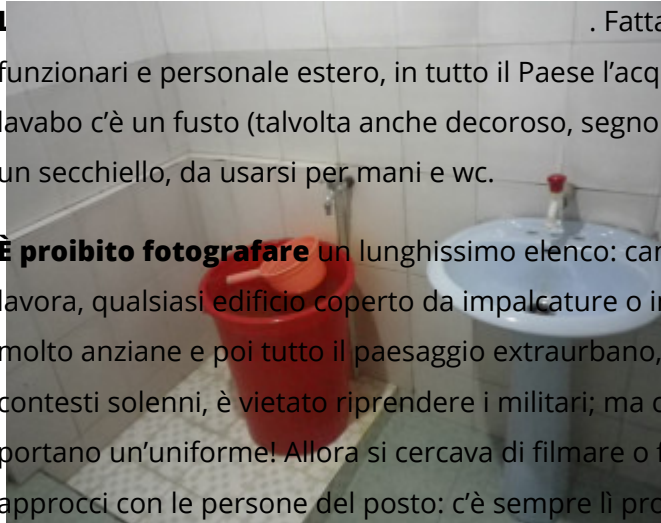 . Fatta
funzionari e personale estero, in tutto il Paese l’acq
lavabo c’è un fusto (talvolta anche decoroso, segno
un secchiello, da usarsi per mani e wc.
È proibito fotografare un lunghissimo elenco: can
lavora, qualsiasi edificio coperto da impalcature o in
molto anziane e poi tutto il paesaggio extraurbano,
contesti solenni, è vietato riprendere i militari; ma
portano un’uniforme! Allora si cercava di filmare o f
approcci con le persone del posto: c’è sempre lì pro